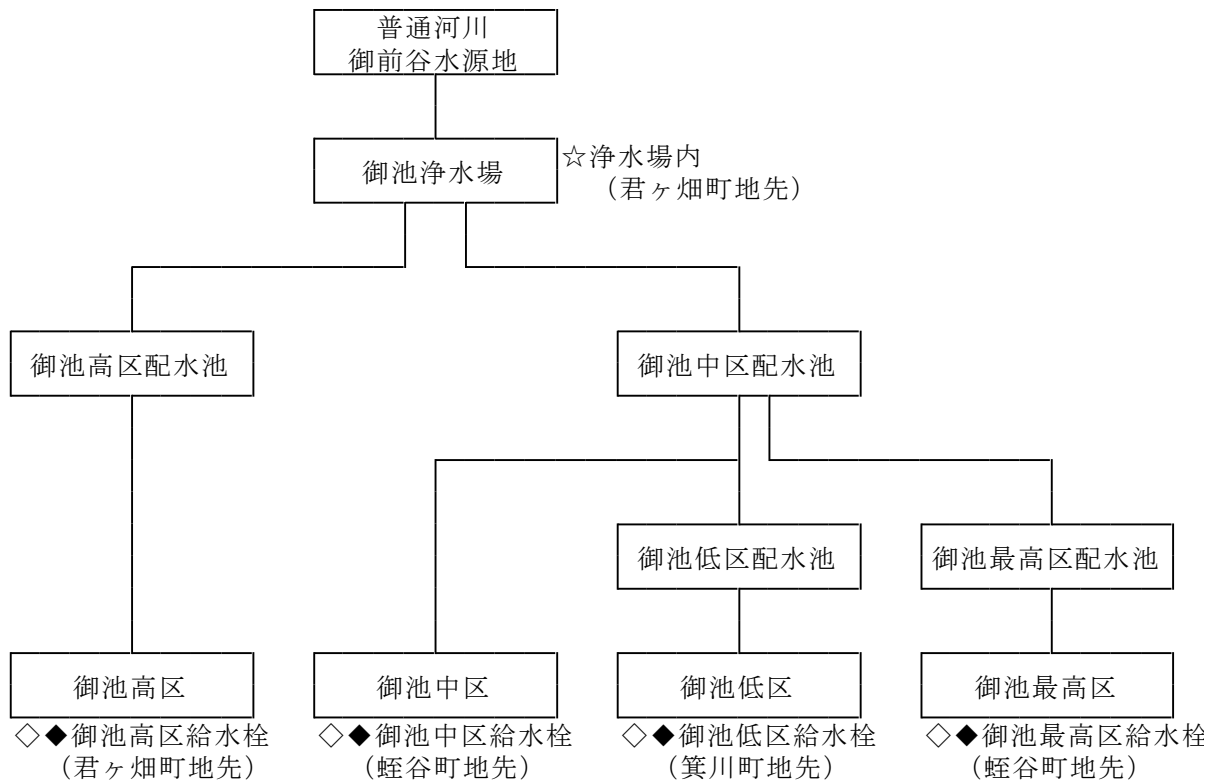 普通河川
御前谷水源地
御池浄水場
☆浄水場内
（君ヶ畑町地先）
御池高区配水池
御池中区配水池
御池低区配水池
御池最高区配水池
御池高区
御池中区
御池低区
御池最高区
◇◆御池高区給水栓
（君ヶ畑町地先）
◇◆御池中区給水栓
（蛭谷町地先）
◇◆御池低区給水栓
（箕川町地先）
◇◆御池最高区給水栓
（蛭谷町地先）